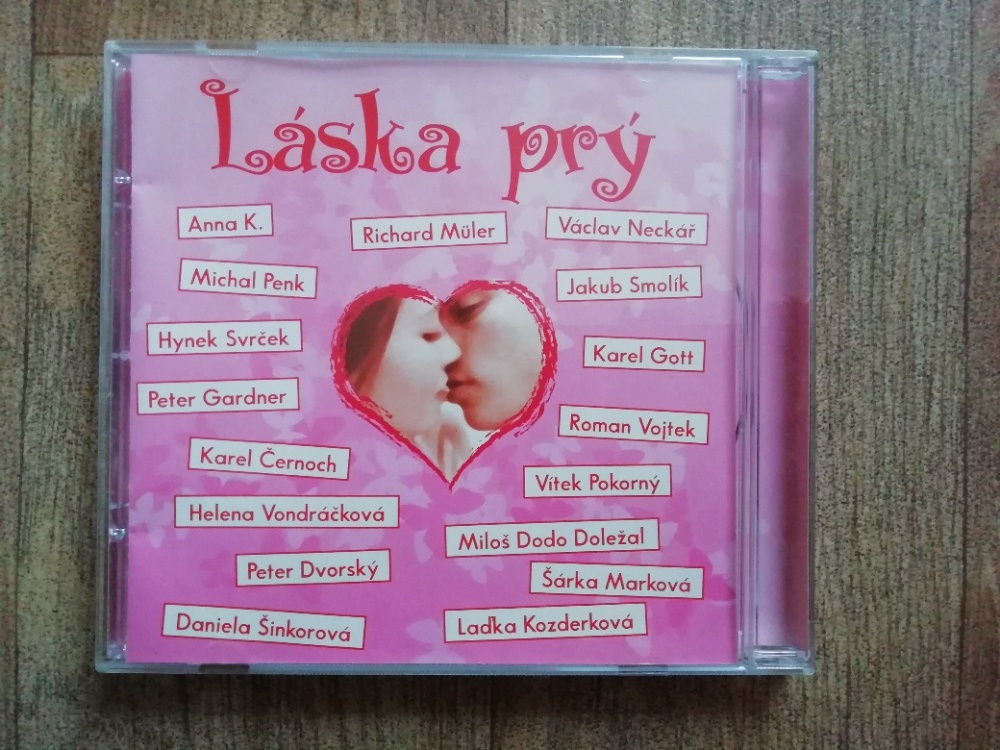 Láska prý
Anna K.
Richard Müler
Václav Neckář
Michal Penk
Jakub Smolík
Hynek Svrček
Karel Gott
Peter Gardner
Roman Vojtek
Karel Černoch
Vítek Pokorný
Helena Vondráčková
Miloš Dodo Doležal
Peter Dvorský
Šárka Marková
Daniela Šinkorová
Laďka Kozderková